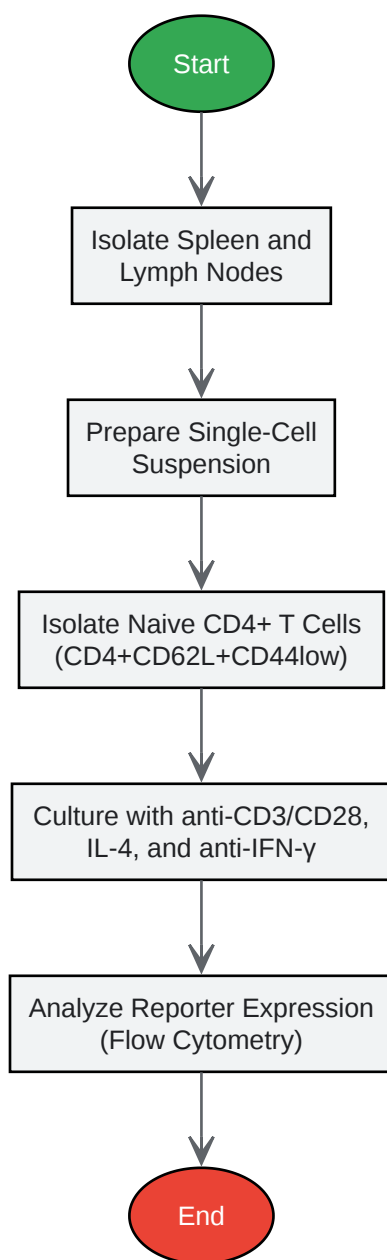 Start
Isolate Spleen and
Lymph Nodes
Prepare Single-Cell
Suspension
Isolate Naive CD4+ T Cells
(CD4+CD62L+CD44low)
Culture with anti-CD3/CD28,
IL-4, and anti-IFN-γ
Analyze Reporter Expression
(Flow Cytometry)
End